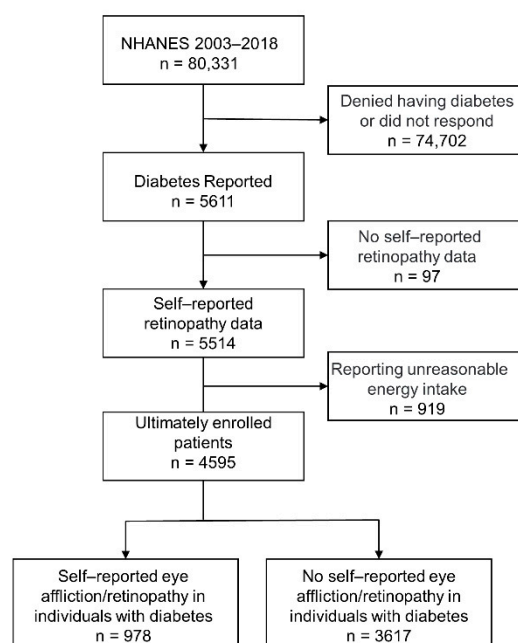 NHANES 2003–2018
n = 80,331
Denied having diabetes
or did not respond
n = 74,702
Diabetes Reported
n = 5611
No self–reported
retinopathy data
n = 97
Self–reported
retinopathy data
n = 5514
Reporting unreasonable
energy intake
n = 919
Ultimately enrolled
patients
n = 4595
Self–reported eye
affliction/retinopathy in
individuals with diabetes
n = 978
No self–reported eye
affliction/retinopathy in
individuals with diabetes
n = 3617